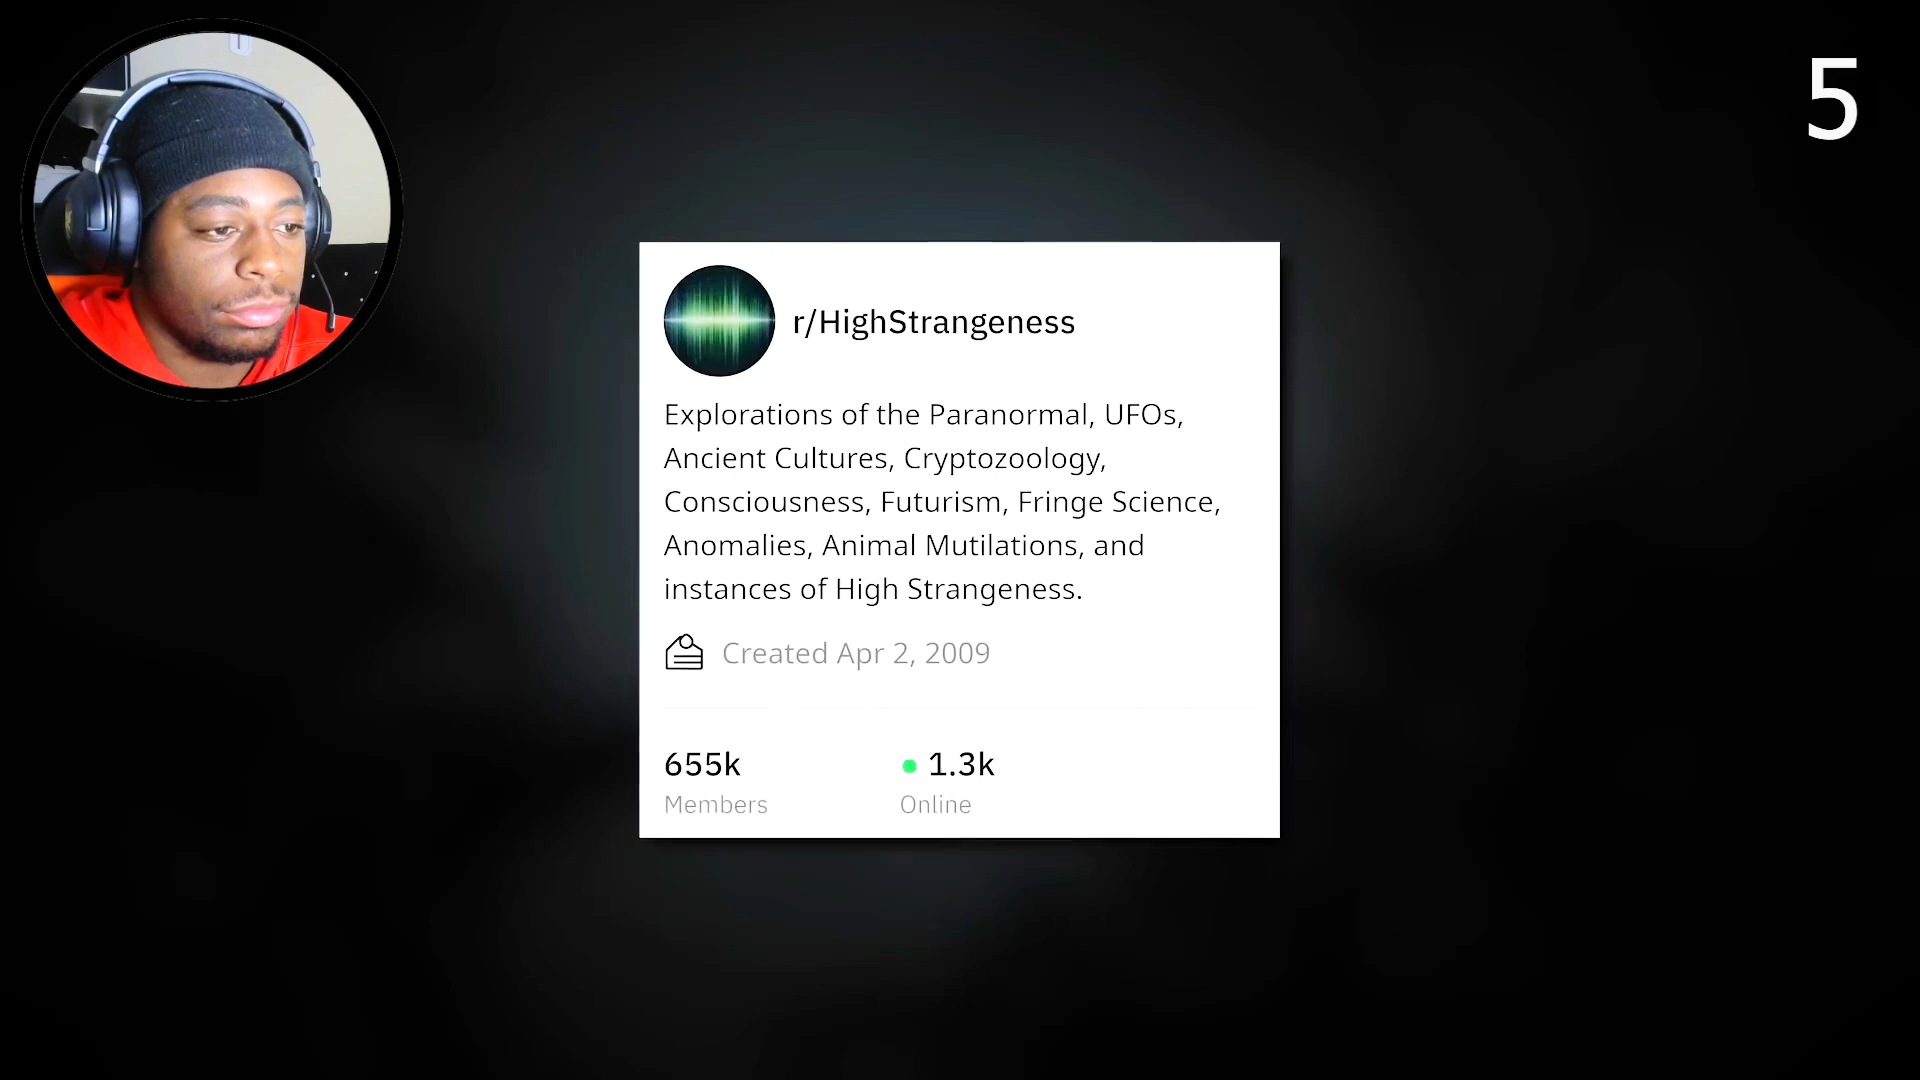 5
r/HighStrangeness
Explorations of the Paranormal, UFOs,
Ancient Cultures, Cryptozoology,
Consciousness, Futurism, Fringe Science,
Anomalies, Animal Mutilations, and
instances of High Strangeness.
Created Apr 2, 2009
655k
Members
1.3k
Online